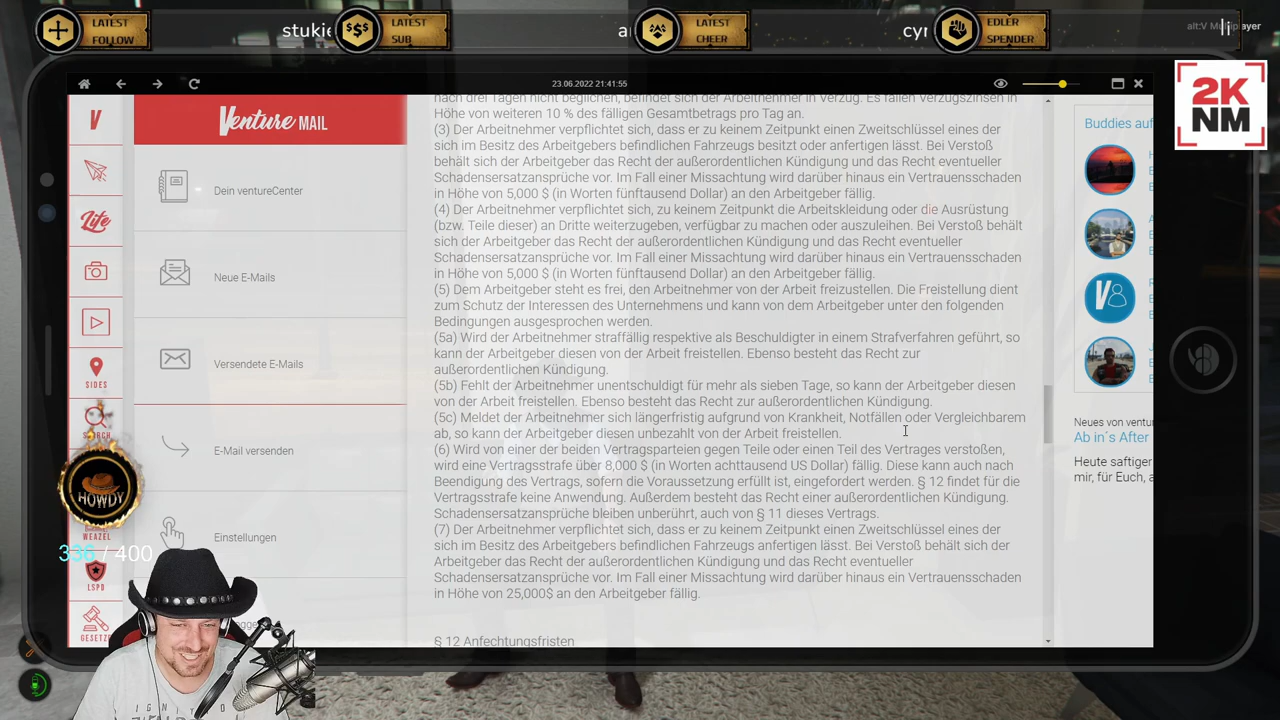 LATEST
FOLLOW
stukie
LATEST
SUB
LATEST
CHEER
cyr
EDLER
SPENDER
alt:V Multiplayer
23.06.2022 21:41:55
2K
NM
V
Venture MAIL
Dein ventureCenter
Neue E-Mails
Versendete E-Mails
E-Mail versenden
Einstellungen
Life
SIDES
HOWDY
WEAZEL
336 / 400
LSPD
GESETZE
nach drei Tagen nicht beglichen, befindet sich der Arbeitnehmer in Verzug. Es fallen Verzugszinsen in
Höhe von weiteren 10 % des fälligen Gesamtbetrags pro Tag an.
(3) Der Arbeitnehmer verpflichtet sich, dass er zu keinem Zeitpunkt einen Zweitschlüssel eines der
sich im besitz des Arbeitgebers befindlichen Fahrzeugs besitzt oder anfertigen lässt. Bei Verstoß
behält sich der Arbeitgeber das Recht der außerordentlichen Kündigung und das Recht eventueller
Schadensersatzansprüche vor. Im Fall einer Missachtung wird darüber hinaus ein Vertrauensschaden
in Höhe von 5,000 $ (in Worten fünftausend Dollar) an den Arbeitgeber fällig.
(4) Der Arbeitnehmer verpflichtet sich, zu keinem Zeitpunkt die Arbeitskleidung oder die Ausrüstung
(bzw. Teile dieser) an Dritte weiterzugeben, verfügbar zu machen oder auszuleihen. Bei Verstoß behält
sich der Arbeitgeber das Recht der außerordentlichen Kündigung und das Recht eventueller
Schadensersatzansprüche vor. Im Fall einer Missachtung wird darüber hinaus ein Vertrauensschaden
in Höhe von 5,000 $ (in Worten fünftausend Dollar) an den Arbeitgeber fällig.
(5) Dem Arbeitgeber steht es frei, den Arbeitnehmer von der Arbeit freizustellen. Die Freistellung dient
zum Schutz der Interessen des Unternehmens und kann von dem Arbeitgeber unter den folgenden
Bedingungen ausgesprochen werden.
(5a) Wird der Arbeitnehmer straffällig respektive als Beschuldigter in einem Strafverfahren geführt, so
kann der Arbeitgeber diesen von der Arbeit freistellen. Ebenso besteht das Recht zur
außerordentlichen Kündigung.
(5b) Fehlt der Arbeitnehmer unentschuldigt für mehr als sieben Tage, so kann der Arbeitgeber diesen
von der Arbeit freistellen. Ebenso besteht das Recht zur außerordentlichen Kündigung.
(5c) Meldet der Arbeitnehmer sich längerfristig aufgrund von Krankheit, Notfällen oder Vergleichbarem
ab, so kann der Arbeitgeber diesen unbezahlt von der Arbeit freistellen.
(6) Wird von einer der beiden Vertragsparteien gegen Teile oder einen Teil des Vertrages verstoßen,
wird eine Vertragsstrafe über 8,000 $ (in Worten achttausend US Dollar) fällig. Diese kann auch nach
Beendigung des Vertrags, sofern die Voraussetzung erfüllt ist, eingefordert werden. § 12 findet für die
Vertragsstrafe keine Anwendung. Außerdem besteht das Recht der außerordentlichen Kündigung.
Schadensersatzansprüche bleiben unberührt, auch von § 11 dieses Vertrags.
(7) Der Arbeitnehmer verpflichtet sich, dass er zu keinem Zeitpunkt einen Zweitschlüssel eines der
sich im Besitz des Arbeitgebers befindlichen Fahrzeugs anfertigen lässt. Bei Verstoß behält sich der
Arbeitgeber das Recht der außerordentlichen Kündigung und das Recht eventueller
Schadensersatzansprüche vor. Im Fall einer Missachtung wird darüber hinaus ein Vertrauensschaden
in Höhe von 25,000$ an den Arbeitgeber fällig.
§ 12 Anfechtungsfristen
Buddies auf
Neues von ventur
Ab in´s After
Heute saftiger
mir, für Euch, a